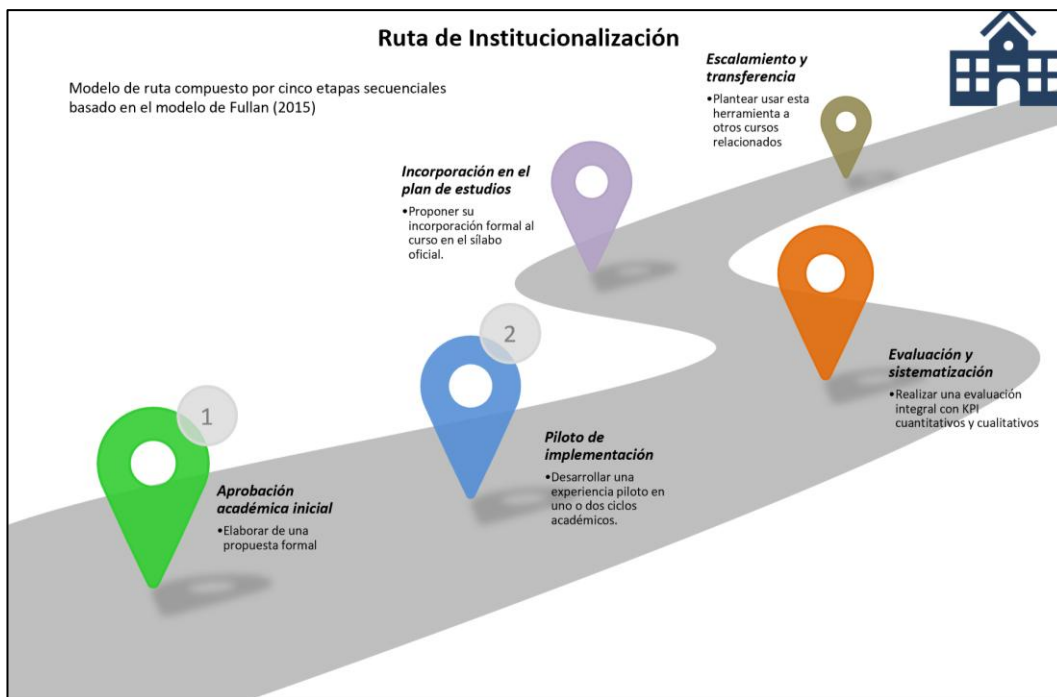 Ruta de Institucionalización
Modelo de ruta compuesto por cinco etapas secuenciales
basado en el modelo de Fullan (2015)
1
Aprobación
académica inicial
•Elaborar de una
propuesta formal
2
Piloto de
implementación
•Desarrollar una
experiencia piloto en
uno o dos ciclos
académicos.
Evaluación y
sistematización
•Realizar una evaluación
integral con KPI
cuantitativos y cualitativos
Incorporación en el
plan de estudios
•Proponer su
incorporación formal al
curso en el sílabo
oficial.
Escalamiento y
transferencia
•Plantear usar esta
herramienta a
otros cursos
relacionados